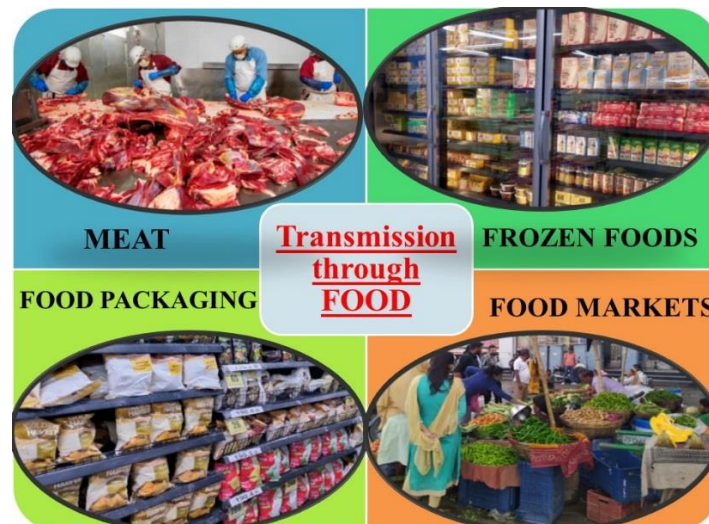 MEAT
FROZEN FOODS
Transmission
through
FOOD
FOOD PACKAGING
FOOD MARKETS